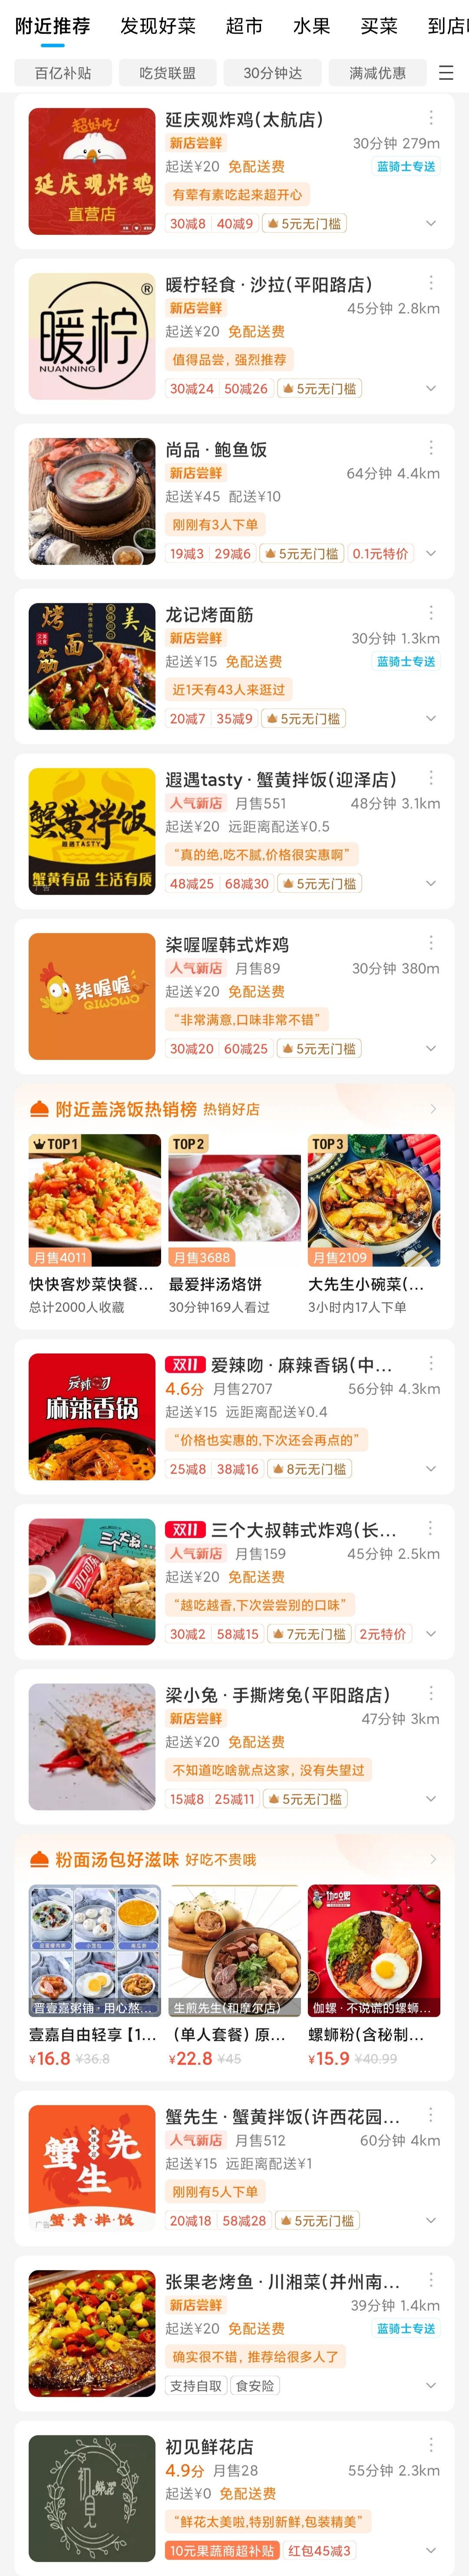 附近推荐 发现好菜 超市 水果 买菜 到店
百亿补贴 吃货联盟 30分钟达 满减优惠
超好吃!
延庆观炸鸡
直营店
延庆观炸鸡(太航店)
新店尝鲜 30分钟 279m
起送¥20 免配送费 蓝骑士专送
有荤有素吃起来超开心
30减8 40减9 5元无门槛
暖柠®
NUANNING
暖柠轻食·沙拉(平阳路店)
新店尝鲜 45分钟 2.8km
起送¥20 免配送费
值得品尝，强烈推荐
30减24 50减26 5元无门槛
尚品·鲍鱼饭
新店尝鲜 64分钟 4.4km
起送¥45 配送¥10
刚刚有3人下单
19减3 29减6 5元无门槛 0.1元特价
烤面筋
美食
龙记烤面筋
新店尝鲜 30分钟 1.3km
起送¥15 免配送费 蓝骑士专送
近1天有43人来逛过
20减7 35减9 5元无门槛
蟹黄拌饭
遐遇TASTY
蟹黄有品 生活有顷
广告
遐遇tasty·蟹黄拌饭(迎泽店)
人气新店 月售551 48分钟 3.1km
起送¥20 远距离配送¥0.5
“真的绝,吃不腻,价格很实惠啊”
48减25 68减30 5元无门槛
柒喔喔
QIWOWO
柒喔喔韩式炸鸡
人气新店 月售89 30分钟 380m
起送¥20 免配送费
“非常满意,口味非常不错”
30减20 60减25 5元无门槛
附近盖浇饭热销榜 热销好店
TOP1 TOP2 TOP3
月售4011 月售3688 月售2109
快快客炒菜快餐... 最爱拌汤烙饼 大先生小碗菜(...
总计2000人收藏 30分钟169人看过 3小时内17人下单
爱辣吻
麻辣香锅
双11 爱辣吻·麻辣香锅(中...
4.6分 月售2707 56分钟 4.3km
起送¥15 远距离配送¥0.4
“价格也实惠的,下次还会再点的”
25减8 38减16 8元无门槛
三个大叔
可口可乐
双11 三个大叔韩式炸鸡(长...
人气新店 月售159 45分钟 2.5km
起送¥20 免配送费
“越吃越香,下次尝尝别的口味”
30减2 58减15 7元无门槛 2元特价
梁小兔·手撕烤兔(平阳路店)
新店尝鲜 47分钟 3km
起送¥20 免配送费
不知道吃啥就点这家，没有失望过
15减8 25减11 5元无门槛
粉面汤包好滋味 好吃不贵哦
晋壹嘉粥铺·用心熬... 生煎先生(和摩尔店) 伽螺·不说谎的螺蛳...
壹嘉自由轻享【1... (单人套餐) 原... 螺蛳粉(含秘制...
¥16.8 ¥36.8 ¥22.8 ¥45 ¥15.9 ¥40.99
蟹先生
蟹·黄·拌·饭
广告
蟹先生·蟹黄拌饭(许西花园...
人气新店 月售512 60分钟 4km
起送¥15 远距离配送¥1
刚刚有5人下单
20减18 58减28 5元无门槛
张果老烤鱼·川湘菜(并州南...
新店尝鲜 39分钟 1.4km
起送¥20 免配送费 蓝骑士专送
确实很不错，推荐给很多人了
支持自取 食安险
初见鲜花店
4.9分 月售28 55分钟 2.3km
起送¥0 免配送费
“鲜花太美啦,特别新鲜,包装精美”
10元果蔬商超补贴 红包45减3